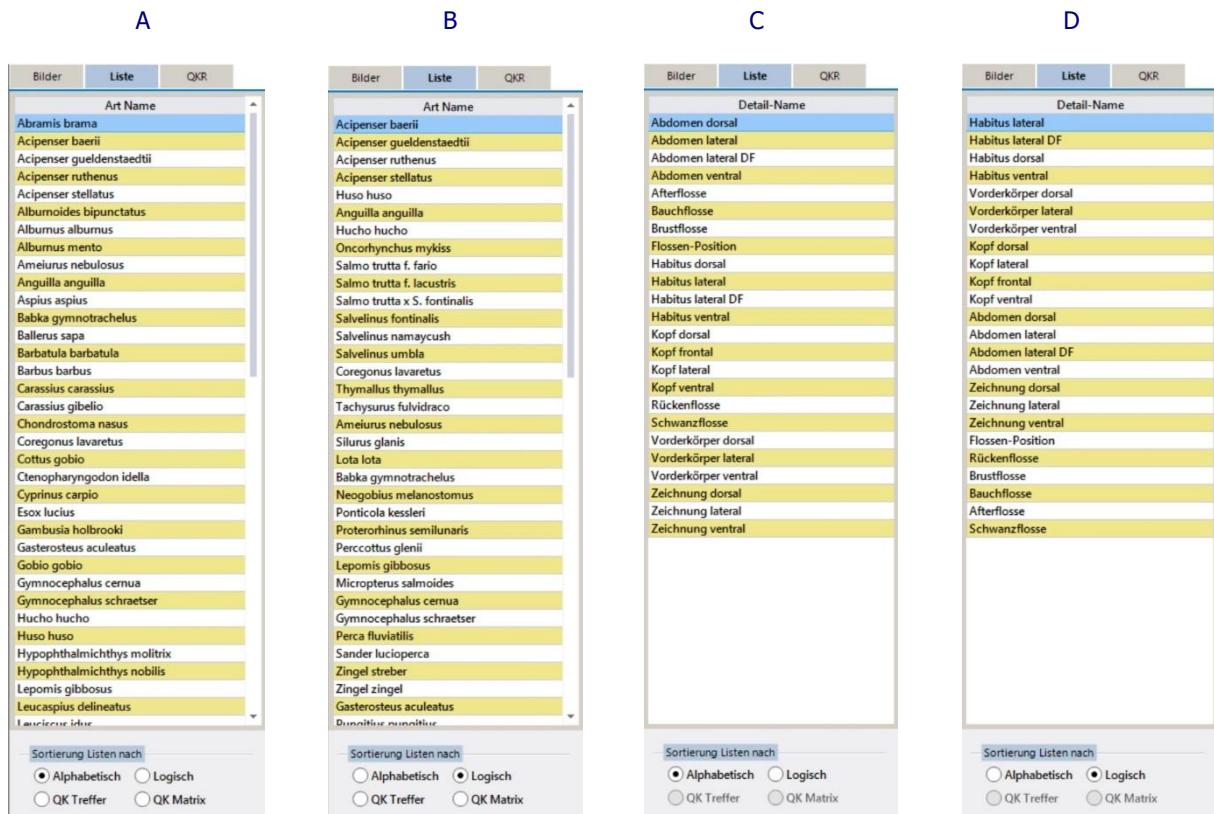 A
Bilder Liste QKR
Art Name
Abramis brama
Acipenser baerii
Acipenser gueldenstaedtii
Acipenser ruthenus
Acipenser stellatus
Alburnoides bipunctatus
Alburnus alburnus
Alburnus mento
Ameiurus nebulosus
Anguilla anguilla
Aspius aspius
Babka gymnotrachelus
Ballerus sapa
Barbatula barbatula
Barbus barbus
Carassius carassius
Carassius gibelio
Chondrostoma nasus
Coregonus lavaretus
Cottus gobio
Ctenopharyngodon idella
Cyprinus carpio
Esox lucius
Gambusia holbrooki
Gasterosteus aculeatus
Gobio gobio
Gymnocephalus cernua
Gymnocephalus schraetser
Hucho hucho
Huso huso
Hypophthalmichthys molitrix
Hypophthalmichthys nobilis
Lepomis gibbosus
Leucaspius delineatus
Leuciscus idus
Sortierung Listen nach
Alphabetisch Logisch
QK Treffer QK Matrix
B
Bilder Liste QKR
Art Name
Acipenser baerii
Acipenser gueldenstaedtii
Acipenser ruthenus
Acipenser stellatus
Huso huso
Anguilla anguilla
Hucho hucho
Oncorhynchus mykiss
Salmo trutta f. fario
Salmo trutta f. lacustris
Salmo trutta x S. fontinalis
Salvelinus fontinalis
Salvelinus namaycush
Salvelinus umbla
Coregonus lavaretus
Thymallus thymallus
Tachysurus fulvidraco
Ameiurus nebulosus
Silurus glanis
Lota lota
Babka gymnotrachelus
Neogobius melanostomus
Ponticola kessleri
Proterorhinus semilunaris
Perccottus glenii
Lepomis gibbosus
Micropterus salmoides
Gymnocephalus cernua
Gymnocephalus schraetser
Perca fluviatilis
Sander lucioperca
Zingel streber
Zingel zingel
Gasterosteus aculeatus
Pungitius pungitius
Sortierung Listen nach
Alphabetisch Logisch
QK Treffer QK Matrix
C
Bilder Liste QKR
Detail-Name
Abdomen dorsal
Abdomen lateral
Abdomen lateral DF
Abdomen ventral
Afterflosse
Bauchflosse
Brustflosse
Flossen-Position
Habitus dorsal
Habitus lateral
Habitus lateral DF
Habitus ventral
Kopf dorsal
Kopf frontal
Kopf lateral
Kopf ventral
Rückenflosse
Schwanzflosse
Vorderkörper dorsal
Vorderkörper lateral
Vorderkörper ventral
Zeichnung dorsal
Zeichnung lateral
Zeichnung ventral
Sortierung Listen nach
Alphabetisch Logisch
QK Treffer QK Matrix
D
Bilder Liste QKR
Detail-Name
Habitus lateral
Habitus lateral DF
Habitus dorsal
Habitus ventral
Vorderkörper dorsal
Vorderkörper lateral
Vorderkörper ventral
Kopf dorsal
Kopf lateral
Kopf frontal
Kopf ventral
Abdomen dorsal
Abdomen lateral
Abdomen lateral DF
Abdomen ventral
Zeichnung dorsal
Zeichnung lateral
Zeichnung ventral
Flossen-Position
Rückenflosse
Brustflosse
Bauchflosse
Afterflosse
Schwanzflosse
Sortierung Listen nach
Alphabetisch Logisch
QK Treffer QK Matrix